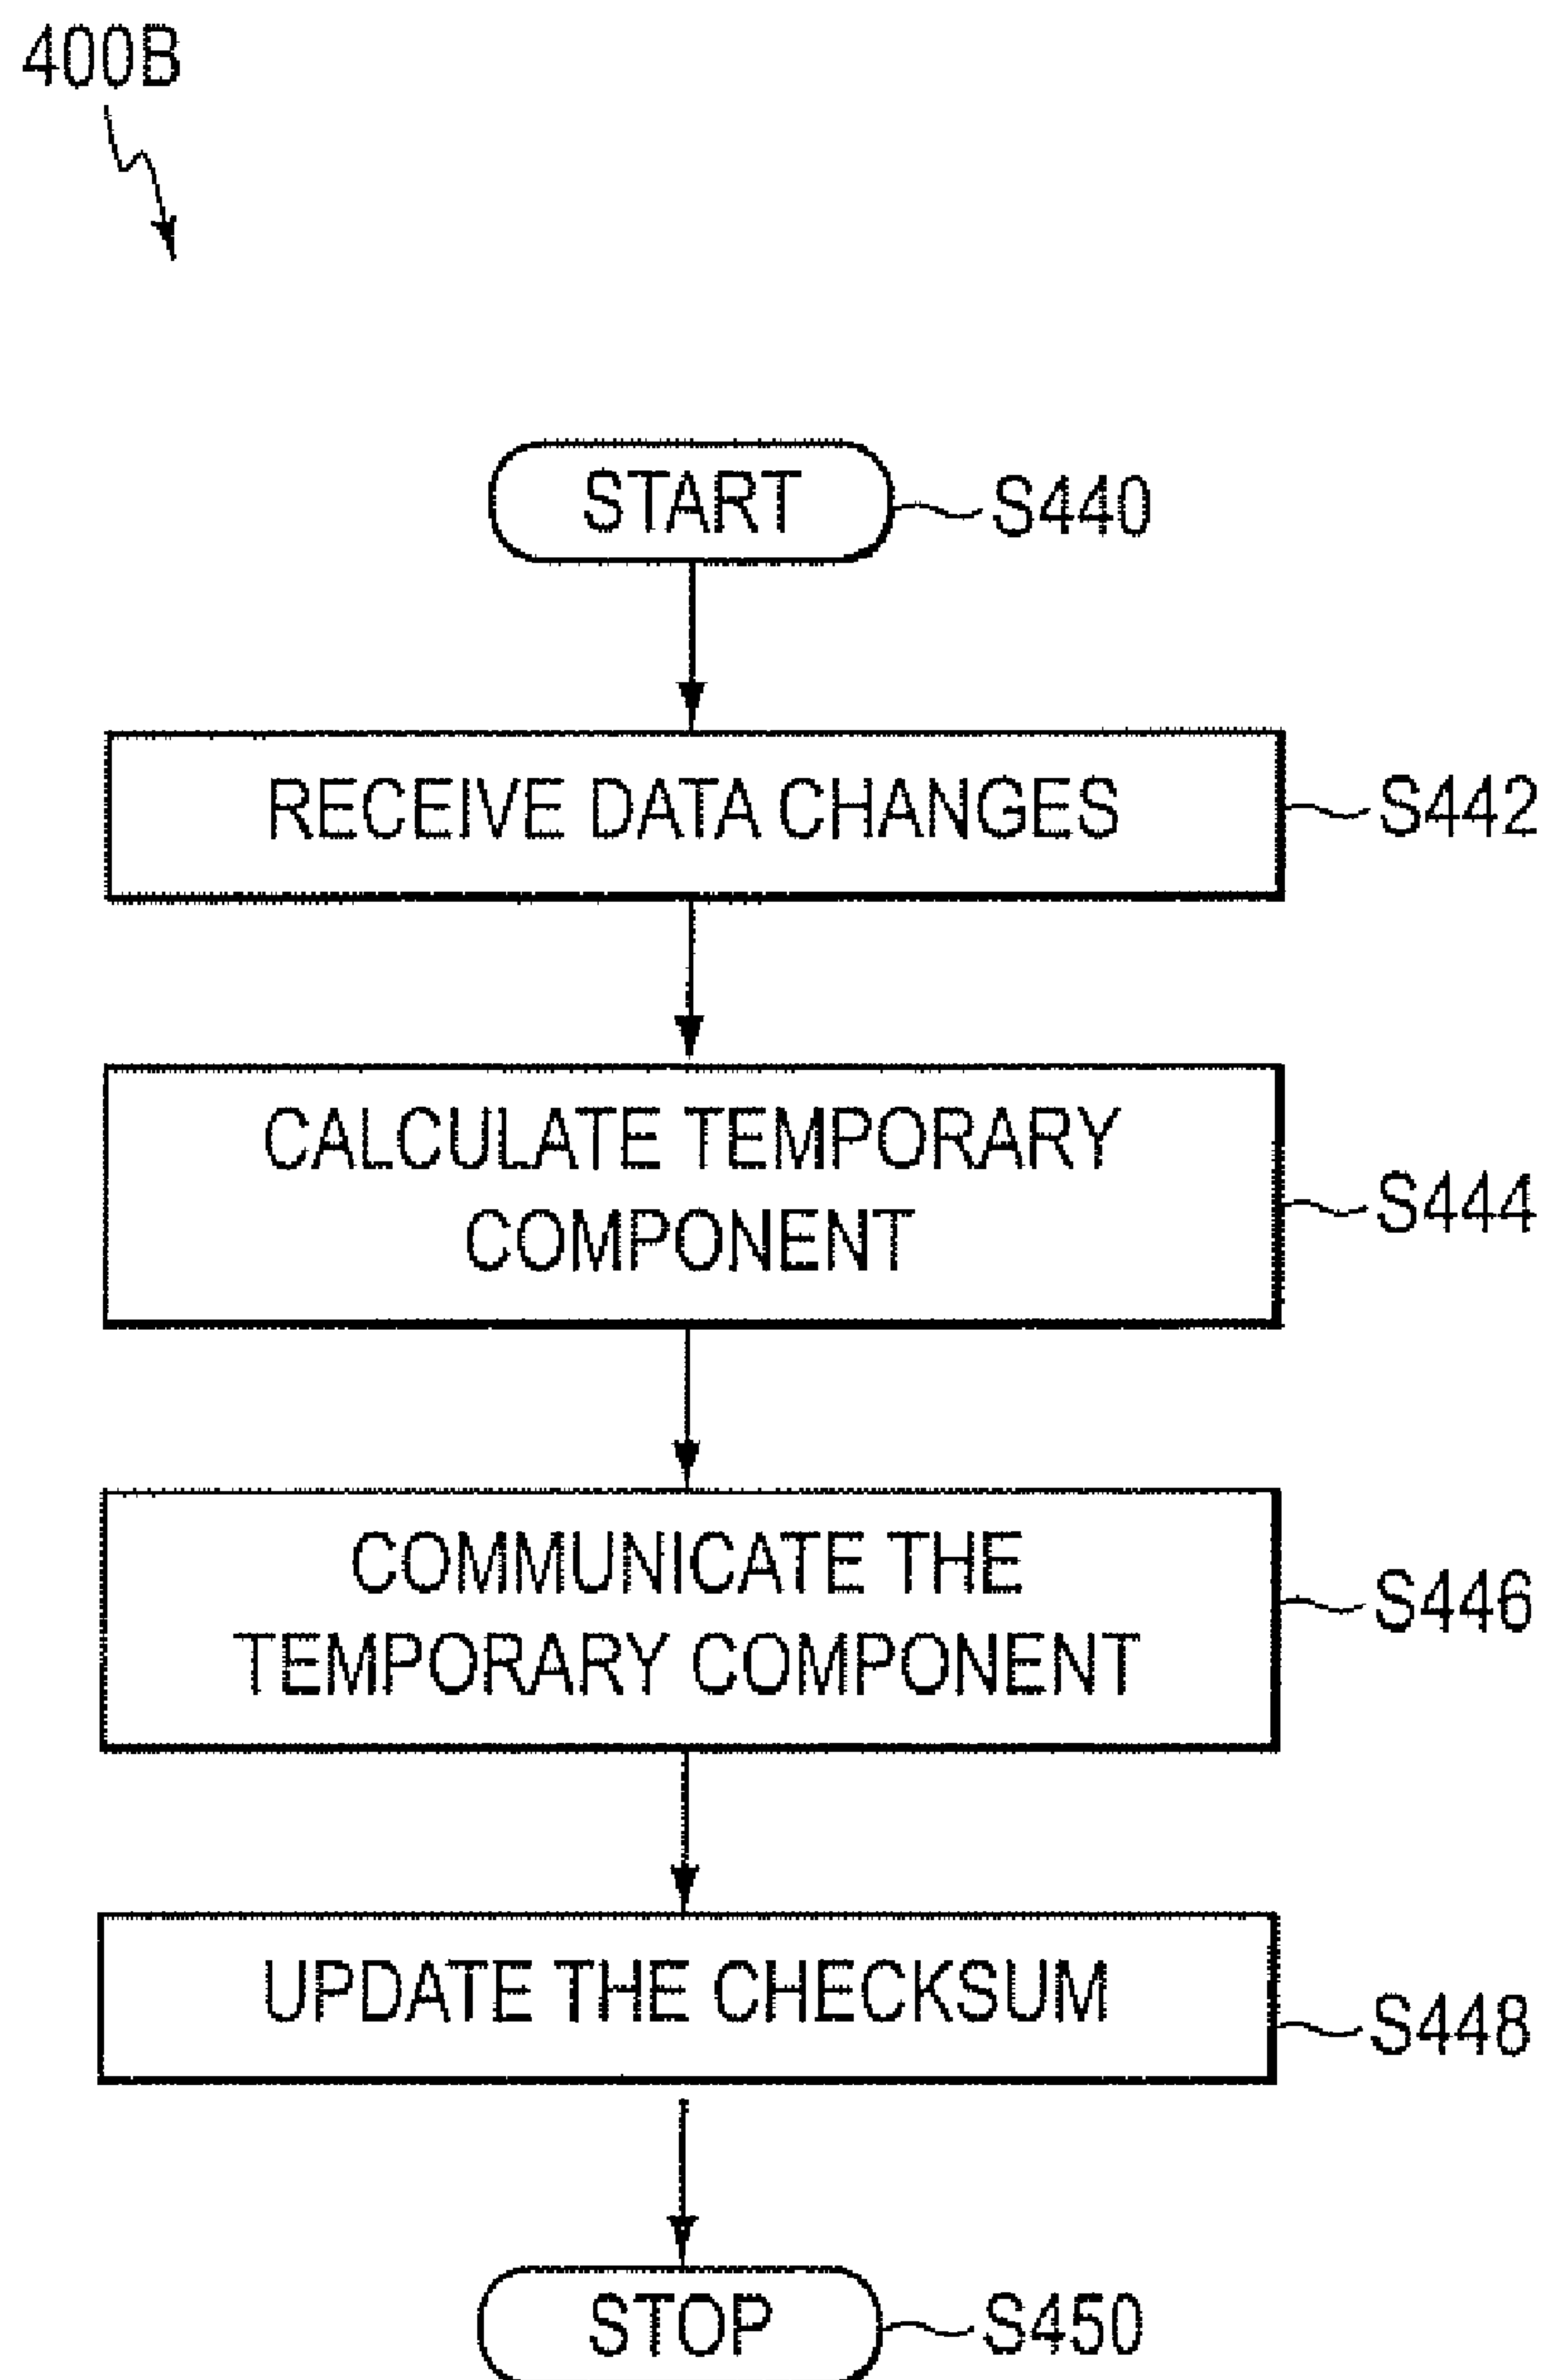 400B
START
S440
RECEIVE DATA CHANGES
S442
CALCULATE TEMPORARY
COMPONENT
S444
COMMUNICATE THE
TEMPORARY COMPONENT
S446
UPDATE THE CHECKSUM
S448
STOP
S450